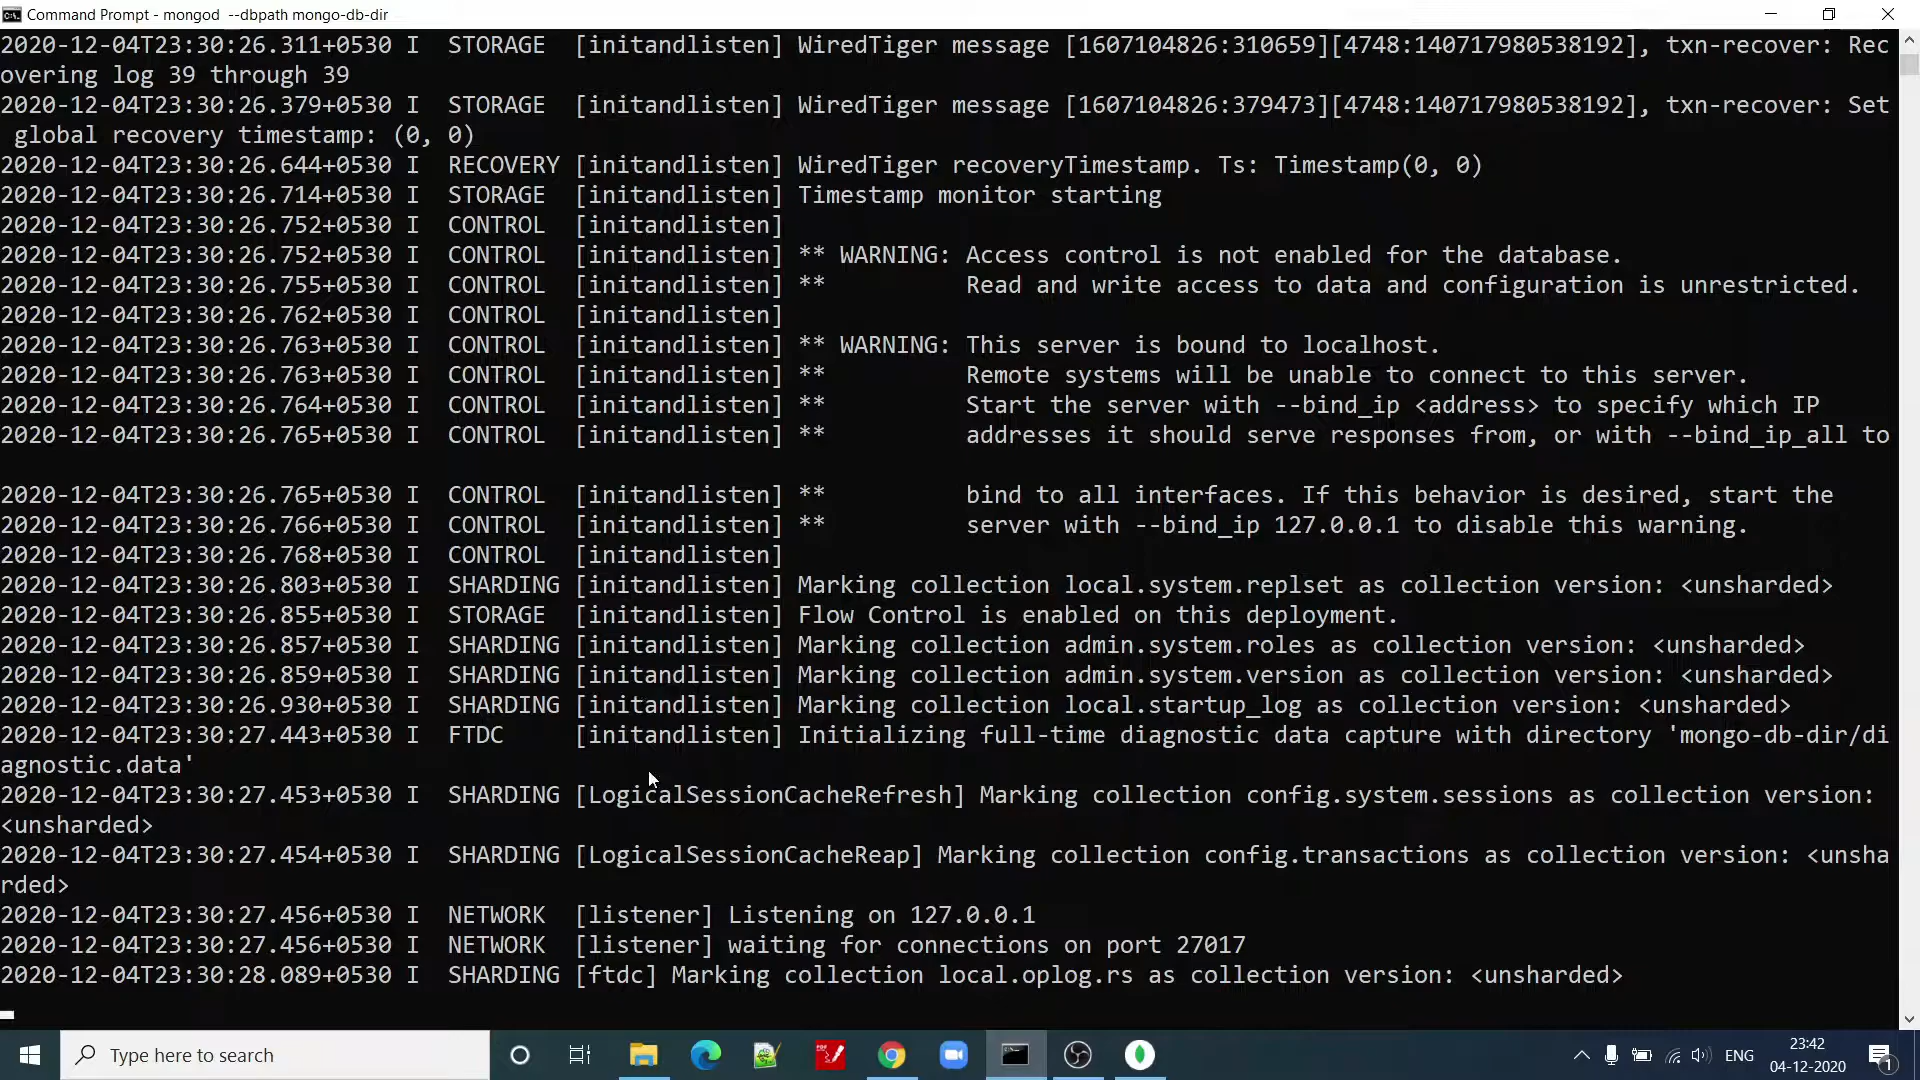 Command Prompt - mongod  --dbpath mongo-db-dir
2020-12-04T23:30:26.311+0530 I  STORAGE  [initandlisten] WiredTiger message [1607104826:310659][4748:140717980538192], txn-recover: Rec
overing log 39 through 39
2020-12-04T23:30:26.379+0530 I  STORAGE  [initandlisten] WiredTiger message [1607104826:379473][4748:140717980538192], txn-recover: Set
 global recovery timestamp: (0, 0)
2020-12-04T23:30:26.644+0530 I  RECOVERY [initandlisten] WiredTiger recoveryTimestamp. Ts: Timestamp(0, 0)
2020-12-04T23:30:26.714+0530 I  STORAGE  [initandlisten] Timestamp monitor starting
2020-12-04T23:30:26.752+0530 I  CONTROL  [initandlisten]
2020-12-04T23:30:26.752+0530 I  CONTROL  [initandlisten] ** WARNING: Access control is not enabled for the database.
2020-12-04T23:30:26.755+0530 I  CONTROL  [initandlisten] **          Read and write access to data and configuration is unrestricted.
2020-12-04T23:30:26.762+0530 I  CONTROL  [initandlisten]
2020-12-04T23:30:26.763+0530 I  CONTROL  [initandlisten] ** WARNING: This server is bound to localhost.
2020-12-04T23:30:26.763+0530 I  CONTROL  [initandlisten] **          Remote systems will be unable to connect to this server.
2020-12-04T23:30:26.764+0530 I  CONTROL  [initandlisten] **          Start the server with --bind_ip <address> to specify which IP
2020-12-04T23:30:26.765+0530 I  CONTROL  [initandlisten] **          addresses it should serve responses from, or with --bind_ip_all to
2020-12-04T23:30:26.765+0530 I  CONTROL  [initandlisten] **          bind to all interfaces. If this behavior is desired, start the
2020-12-04T23:30:26.766+0530 I  CONTROL  [initandlisten] **          server with --bind_ip 127.0.0.1 to disable this warning.
2020-12-04T23:30:26.768+0530 I  CONTROL  [initandlisten]
2020-12-04T23:30:26.803+0530 I  SHARDING [initandlisten] Marking collection local.system.replset as collection version: <unsharded>
2020-12-04T23:30:26.855+0530 I  STORAGE  [initandlisten] Flow Control is enabled on this deployment.
2020-12-04T23:30:26.857+0530 I  SHARDING [initandlisten] Marking collection admin.system.roles as collection version: <unsharded>
2020-12-04T23:30:26.859+0530 I  SHARDING [initandlisten] Marking collection admin.system.version as collection version: <unsharded>
2020-12-04T23:30:26.930+0530 I  SHARDING [initandlisten] Marking collection local.startup_log as collection version: <unsharded>
2020-12-04T23:30:27.443+0530 I  FTDC     [initandlisten] Initializing full-time diagnostic data capture with directory 'mongo-db-dir/di
agnostic.data'
2020-12-04T23:30:27.453+0530 I  SHARDING [LogicalSessionCacheRefresh] Marking collection config.system.sessions as collection version:
<unsharded>
2020-12-04T23:30:27.454+0530 I  SHARDING [LogicalSessionCacheReap] Marking collection config.transactions as collection version: <unsha
rded>
2020-12-04T23:30:27.456+0530 I  NETWORK  [listener] Listening on 127.0.0.1
2020-12-04T23:30:27.456+0530 I  NETWORK  [listener] waiting for connections on port 27017
2020-12-04T23:30:28.089+0530 I  SHARDING [ftdc] Marking collection local.oplog.rs as collection version: <unsharded>
Type here to search
ENG
23:42
04-12-2020
1